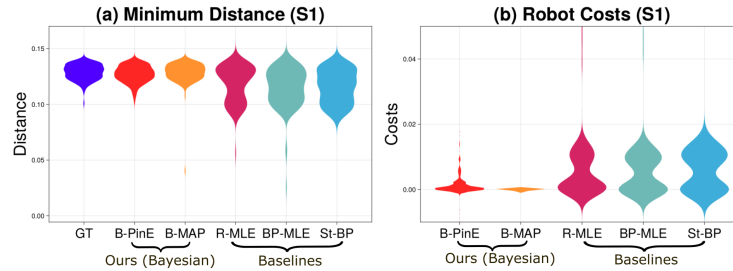 (a) Minimum Distance (S1)
0.15
0.10
0.05
0.00
Distance
GT B-PinE B-MAP R-MLE BP-MLE St-BP
Ours (Bayesian) Baselines
(b) Robot Costs (S1)
0.04
0.02
0.00
Costs
B-PinE B-MAP R-MLE BP-MLE St-BP
Ours (Bayesian) Baselines